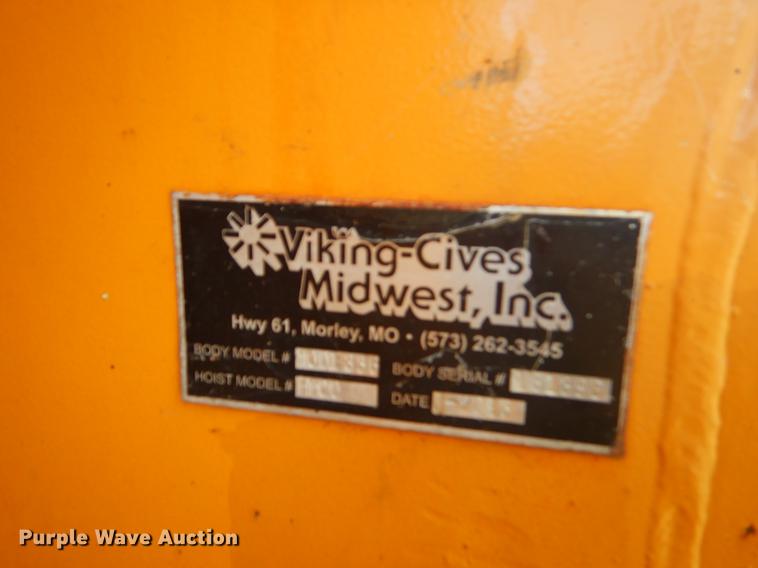 Viking-Cives
Midwest, Inc.
Hwy 61, Morley, MO • (573) 262-3545
BODY MODEL #
BODY SERIAL #
HOIST MODEL #
DATE
Purple Wave Auction